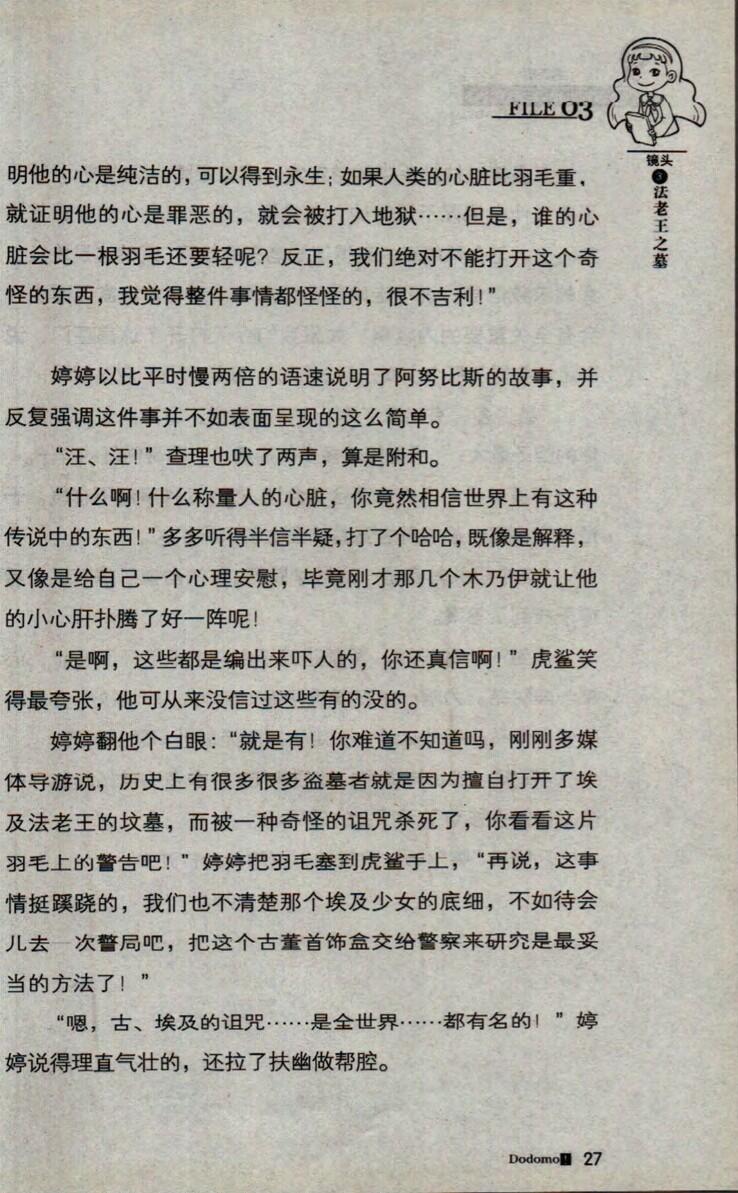 FILE 03
镜头
3
法老王之墓
明他的心是纯洁的，可以得到永生；如果人类的心脏比羽毛重，
就证明他的心是罪恶的，就会被打入地狱……但是，谁的心
脏会比一根羽毛还要轻呢？反正，我们绝对不能打开这个奇
怪的东西，我觉得整件事情都怪怪的，很不吉利！”
婷婷以比平时慢两倍的语速说明了阿努比斯的故事，并
反复强调这件事并不如表面呈现的这么简单。
“汪、汪！”查理也吠了两声，算是附和。
“什么啊！什么称量人的心脏，你竟然相信世界上有这种
传说中的东西！”多多听得半信半疑，打了个哈哈，既像是解释，
又像是给自己一个心理安慰，毕竟刚才那几个木乃伊就让他
的小心肝扑腾了好一阵呢！
“是啊，这些都是编出来吓人的，你还真信啊！”虎鲨笑
得最夸张，他可从来没信过这些有的没的。
婷婷翻他个白眼：“就是有！你难道不知道吗，刚刚多媒
体导游说，历史上有很多很多盗墓者就是因为擅自打开了埃
及法老王的坟墓，而被一种奇怪的诅咒杀死了，你看看这片
羽毛上的警告吧！”婷婷把羽毛塞到虎鲨手上，“再说，这事
情挺蹊跷的，我们也不清楚那个埃及少女的底细，不如待会
儿去一次警局吧，把这个古董首饰盒交给警察来研究是最妥
当的方法了！”
“嗯，古、埃及的诅咒……是全世界……都有名的！”婷
婷说得理直气壮的，还拉了扶幽做帮腔。
Dodomo! 27